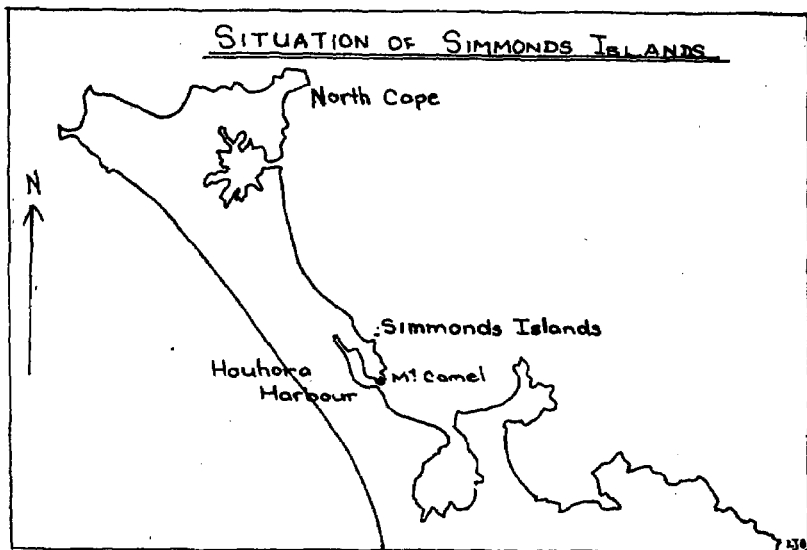 SITUATION OF SIMMONDS ISLANDS
North Cape
N
Simmonds Islands
Houhora
Harbour
Mt Camel